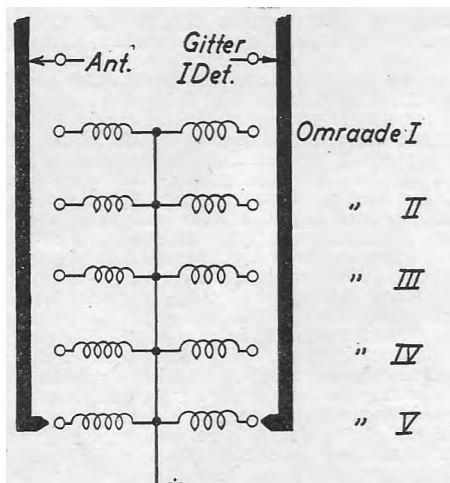 Ant.
Gitter
I Det.
Omraade I
" II
" III
" IV
" V